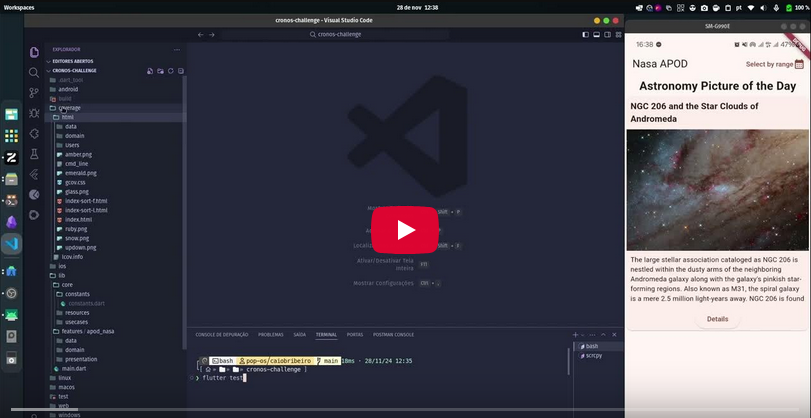 Workspaces
28 de nov 12:38
pt
100 %
cronos-challenge - Visual Studio Code
cronos-challenge
EXPLORADOR
EDITORES ABERTOS
CRONOS-CHALLENGE
.dart_tool
android
build
coverage
html
data
domain
Users
amber.png
cmd_line
emerald.png
gcov.css
glass.png
index-sort-f.html
index-sort-l.html
index.html
ruby.png
snow.png
updown.png
lcov.info
ios
lib
core
constants
constants.dart
resources
usecases
features / apod_nasa
data
domain
presentation
main.dart
linux
macos
test
web
Ativar/Desativar Tela
Inteira
F11
Mostrar Configurações
Ctrl
CONSOLE DE DEPURAÇÃO
PROBLEMAS
SAÍDA
TERMINAL
PORTAS
POSTMAN CONSOLE
bash
scrcpy
bash pop-os/caiobribeiro main 18ms - 28/11/24 12:35
cronos-challenge ]
flutter test
SM-G990E
16:38
47%
Nasa APOD
Select by range
Astronomy Picture of the Day
NGC 206 and the Star Clouds of
Andromeda
The large stellar association cataloged as NGC 206 is
nestled within the dusty arms of the neighboring
Andromeda galaxy along with the galaxy's pinkish star-
forming regions. Also known as M31, the spiral galaxy
is a mere 2.5 million light-years away. NGC 206 is found
Details